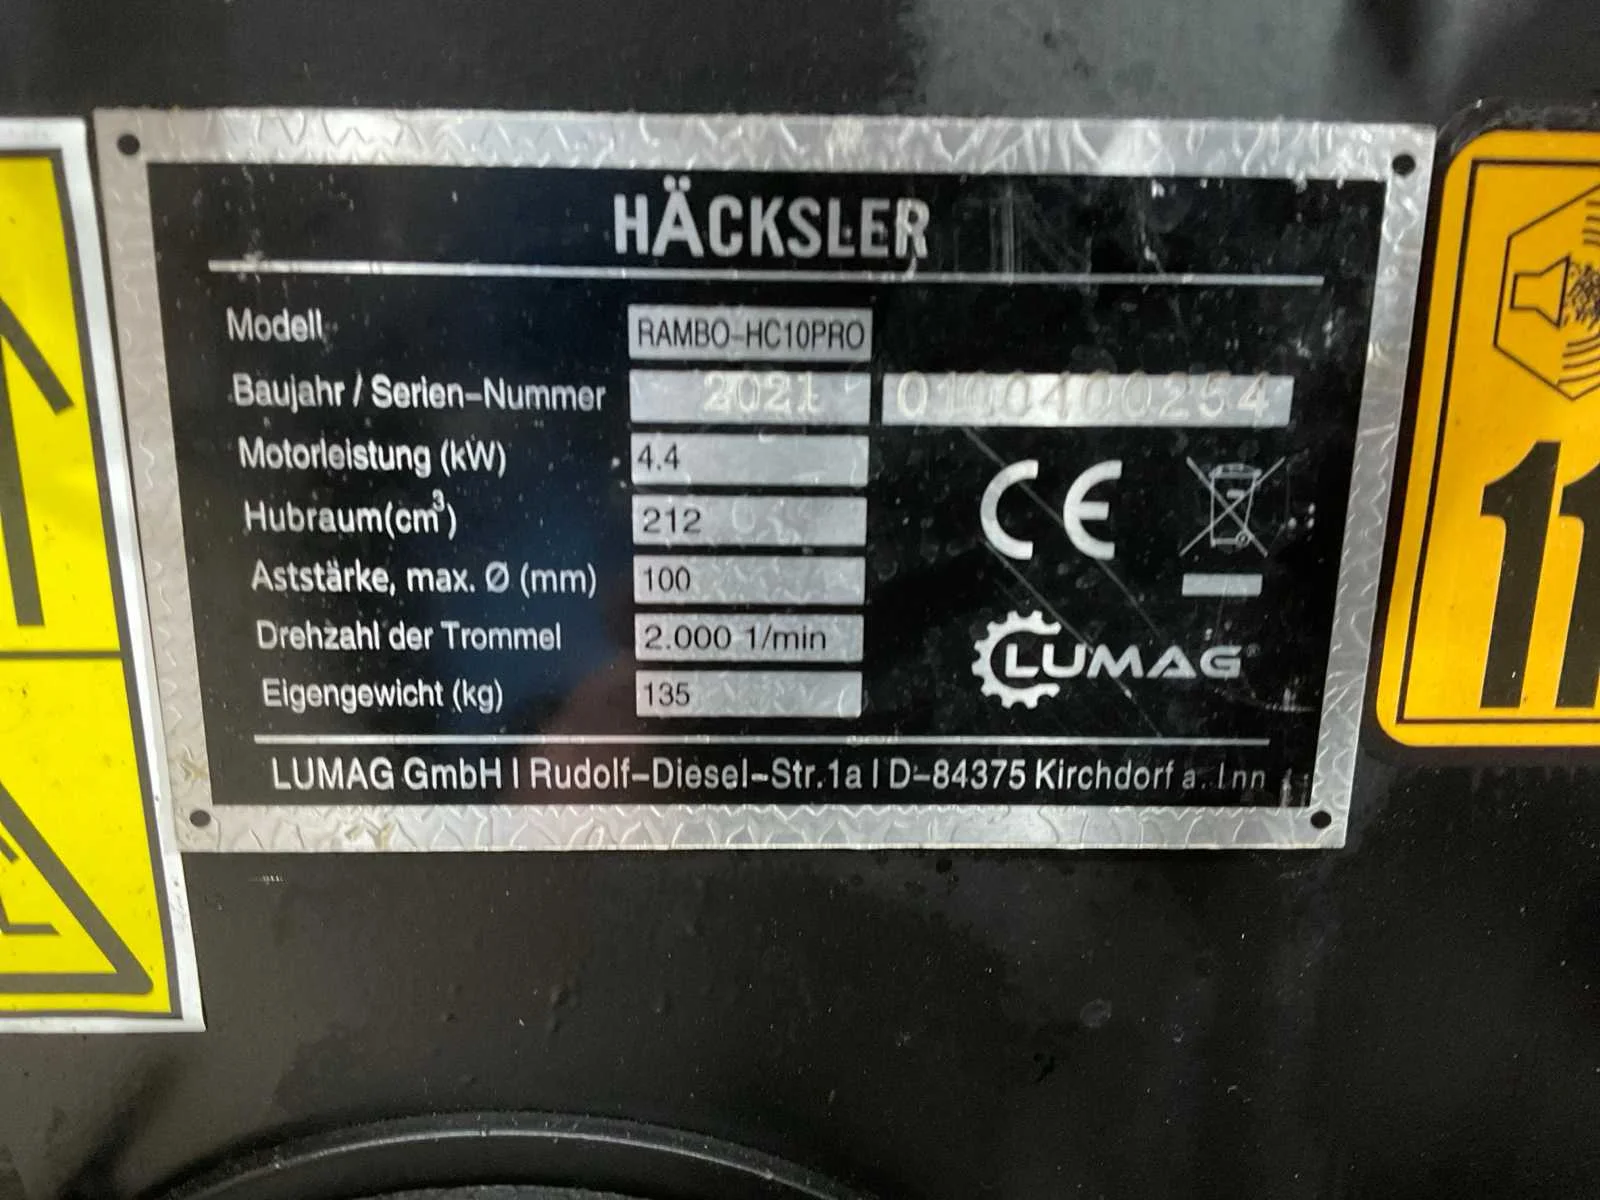 HÄCKSLER
Modell RAMBO-HC10PRO
Baujahr / Serien-Nummer 2021 0100400254
Motorleistung (kW) 4.4
Hubraum(cm³) 212
Aststärke, max. Ø (mm) 100
Drehzahl der Trommel 2.000 1/min
Eigengewicht (kg) 135
CE
LUMAG®
LUMAG GmbH | Rudolf-Diesel-Str.1a | D-84375 Kirchdorf a. Inn